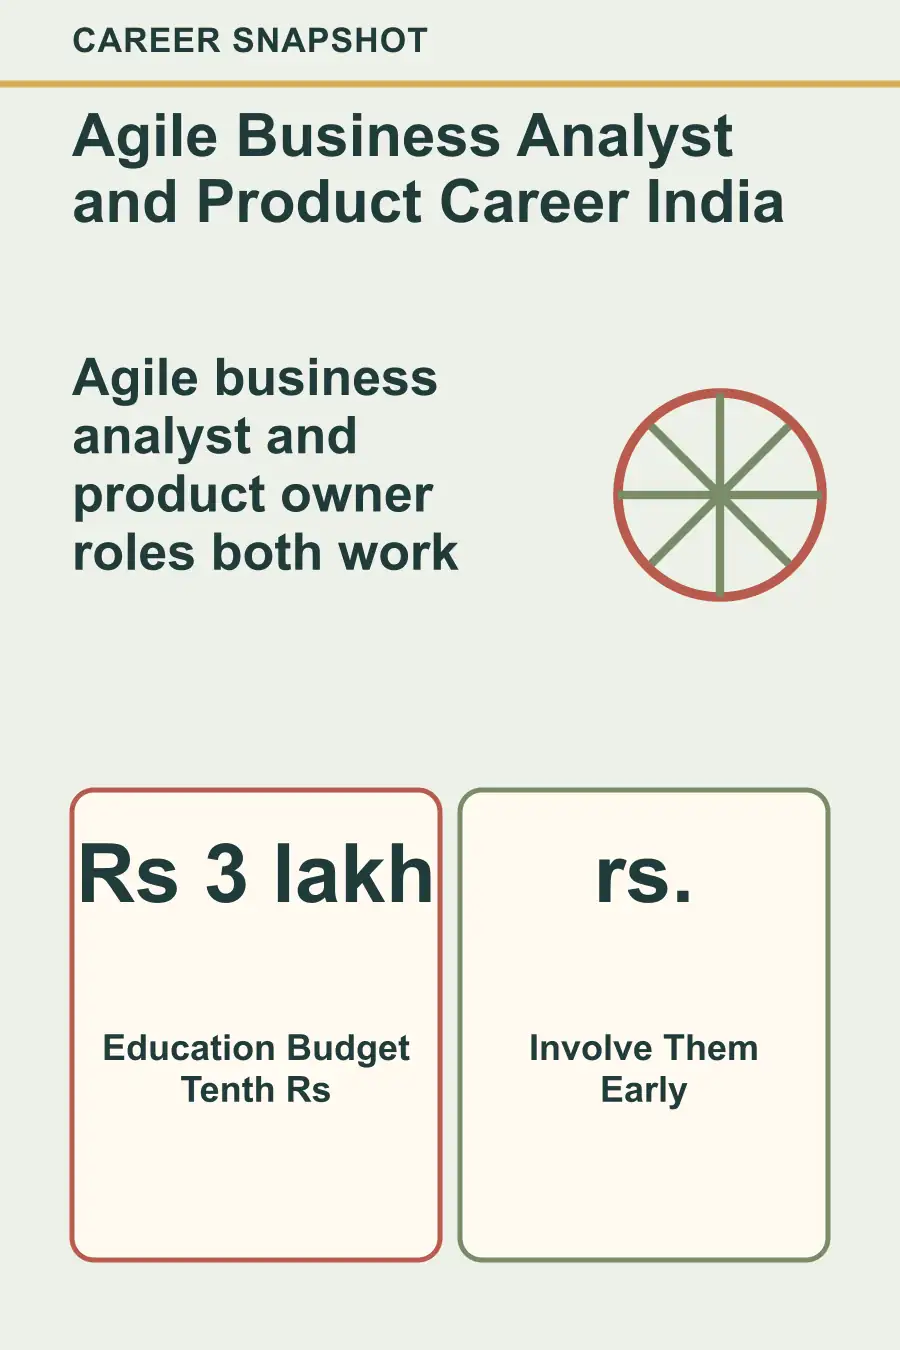 CAREER SNAPSHOT
Agile Business Analyst
and Product Career India
Agile business
analyst and
product owner
roles both work
Rs 3 lakh
Education Budget
Tenth Rs
rs.
Involve Them
Early